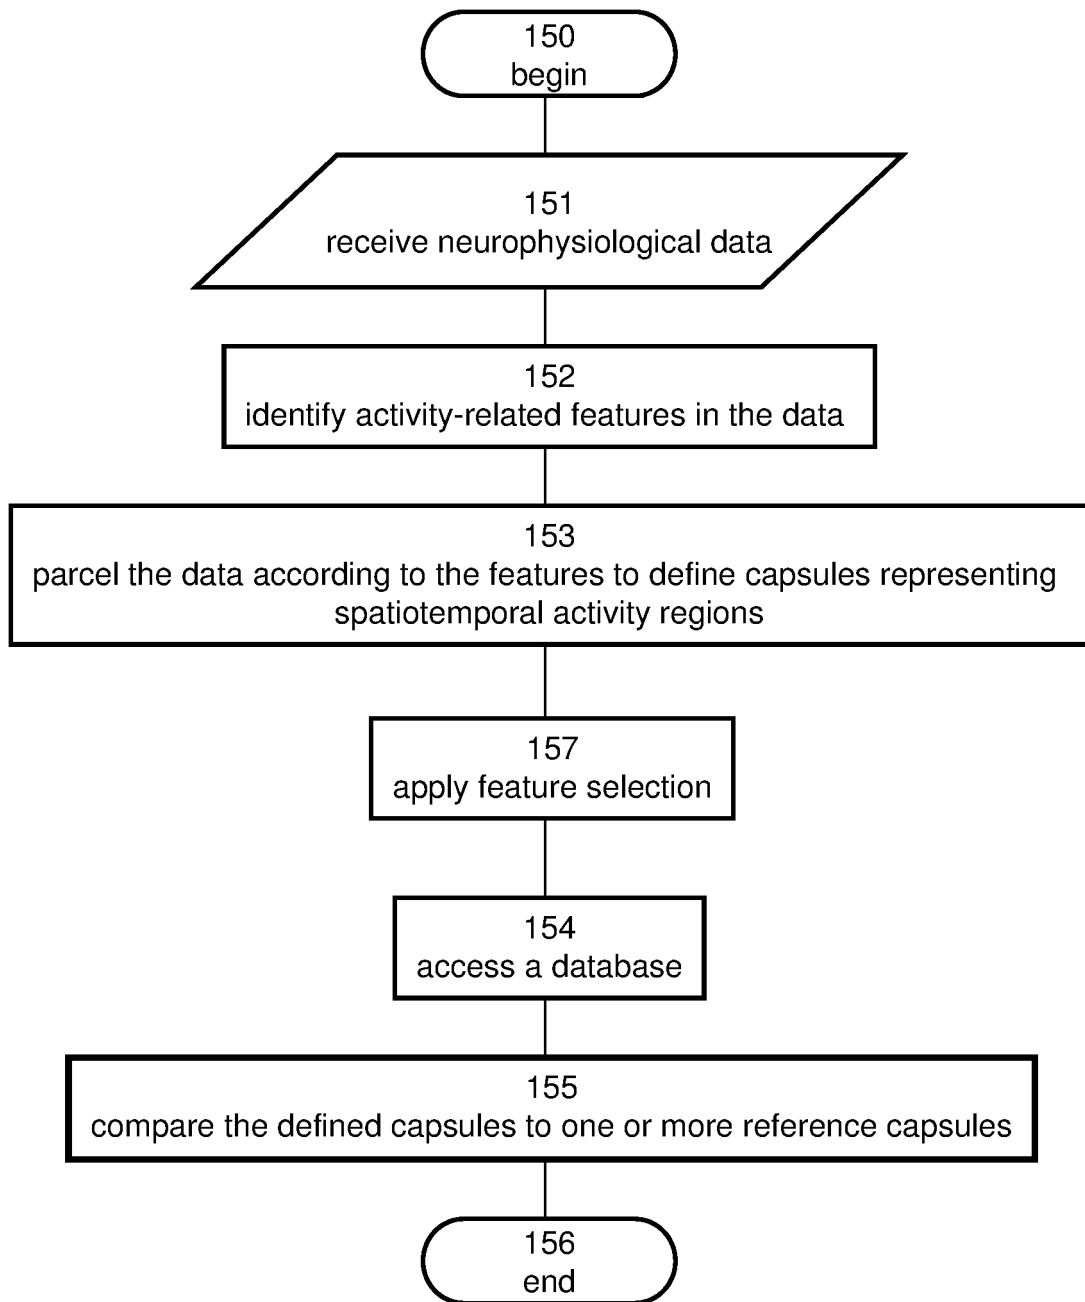 150
begin
151
receive neurophysiological data
152
identify activity-related features in the data
153
parcel the data according to the features to define capsules representing
spatiotemporal activity regions
157
apply feature selection
154
access a database
155
compare the defined capsules to one or more reference capsules
156
end